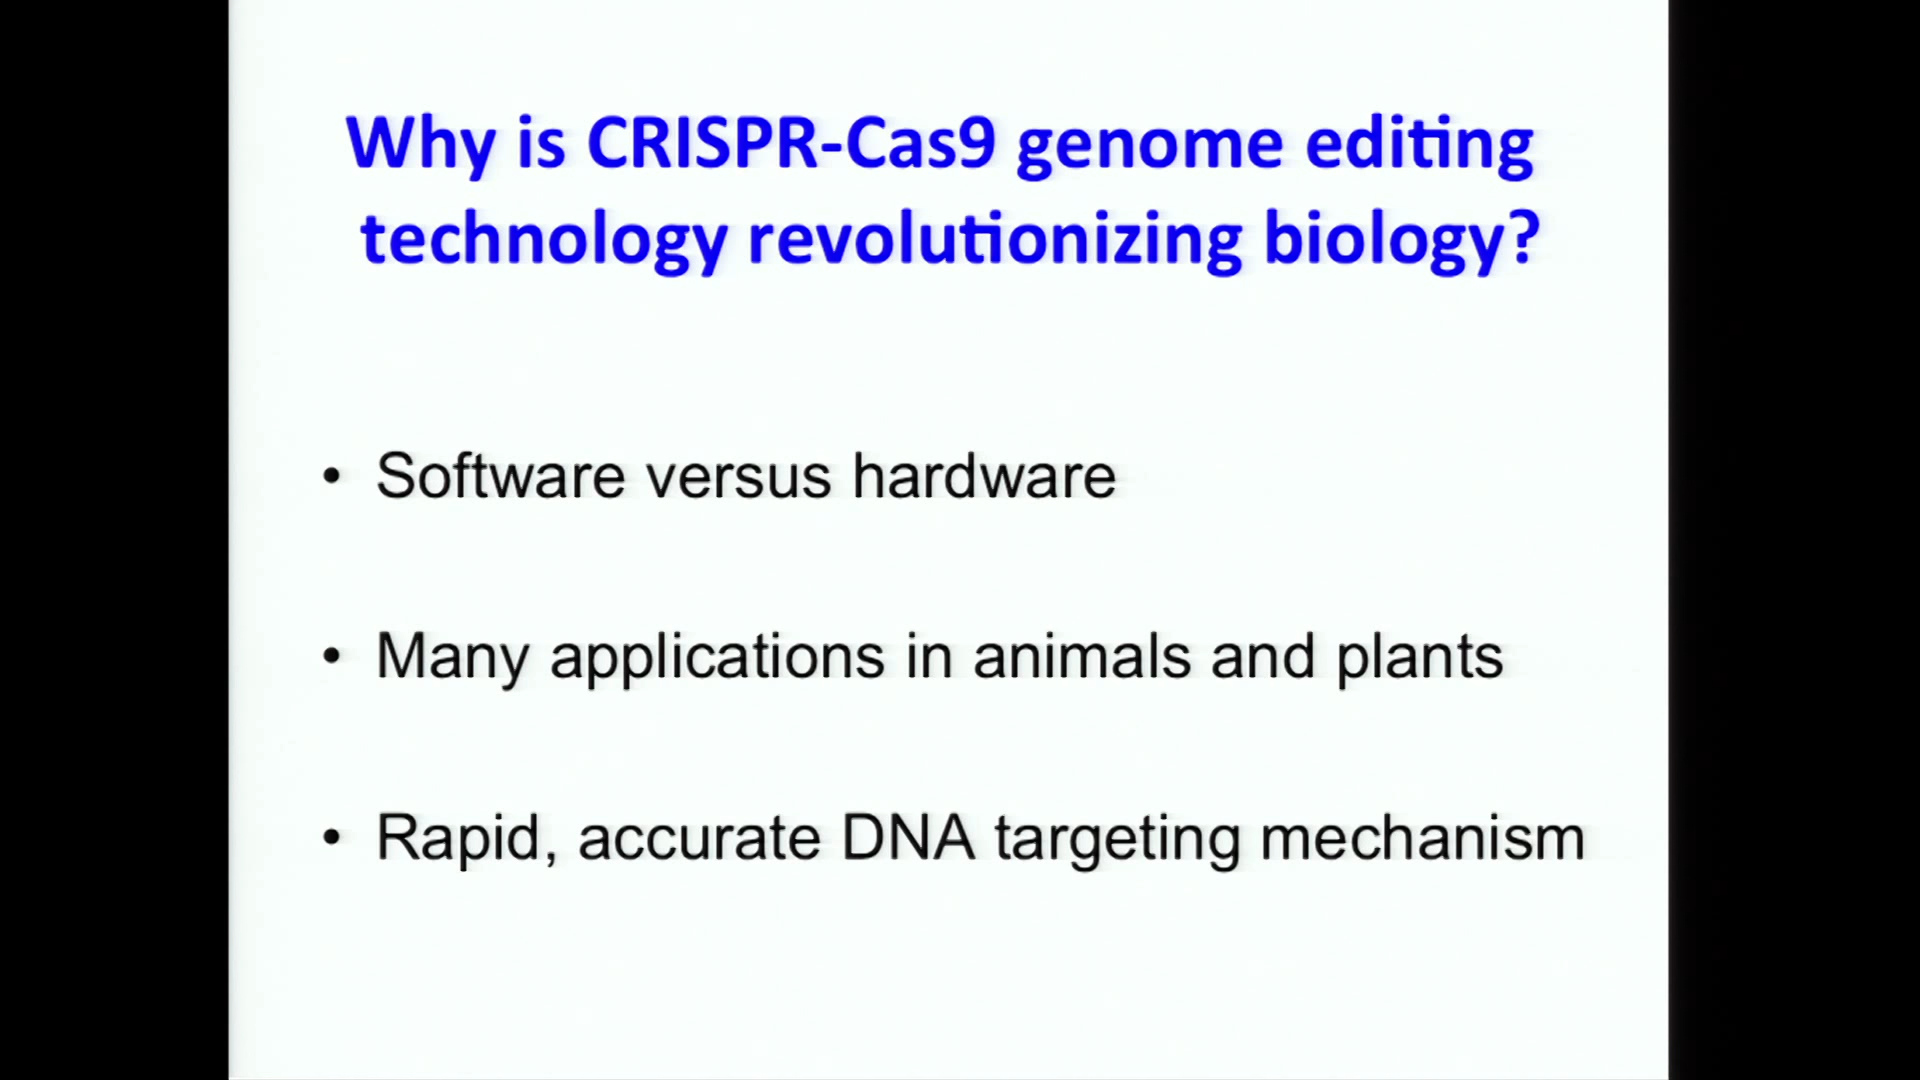 Why is CRISPR-Cas9 genome editing
technology revolutionizing biology?
• Software versus hardware
• Many applications in animals and plants
• Rapid, accurate DNA targeting mechanism